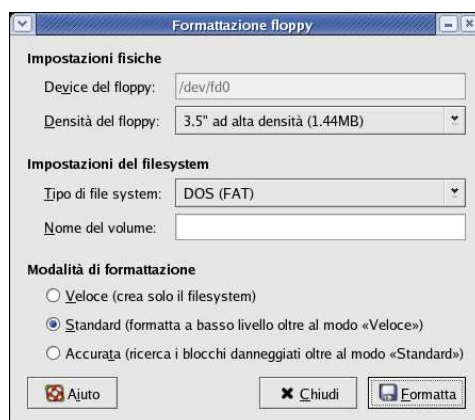 Formattazione floppy
Impostazioni fisiche
Device del floppy: /dev/fd0
Densità del floppy: 3.5" ad alta densità (1.44MB)
Impostazioni del filesystem
Tipo di file system: DOS (FAT)
Nome del volume:
Modalità di formattazione
Veloce (crea solo il filesystem)
Standard (formatta a basso livello oltre al modo «Veloce»)
Accurata (ricerca i blocchi danneggiati oltre al modo «Standard»)
Aiuto Chiudi Formatta